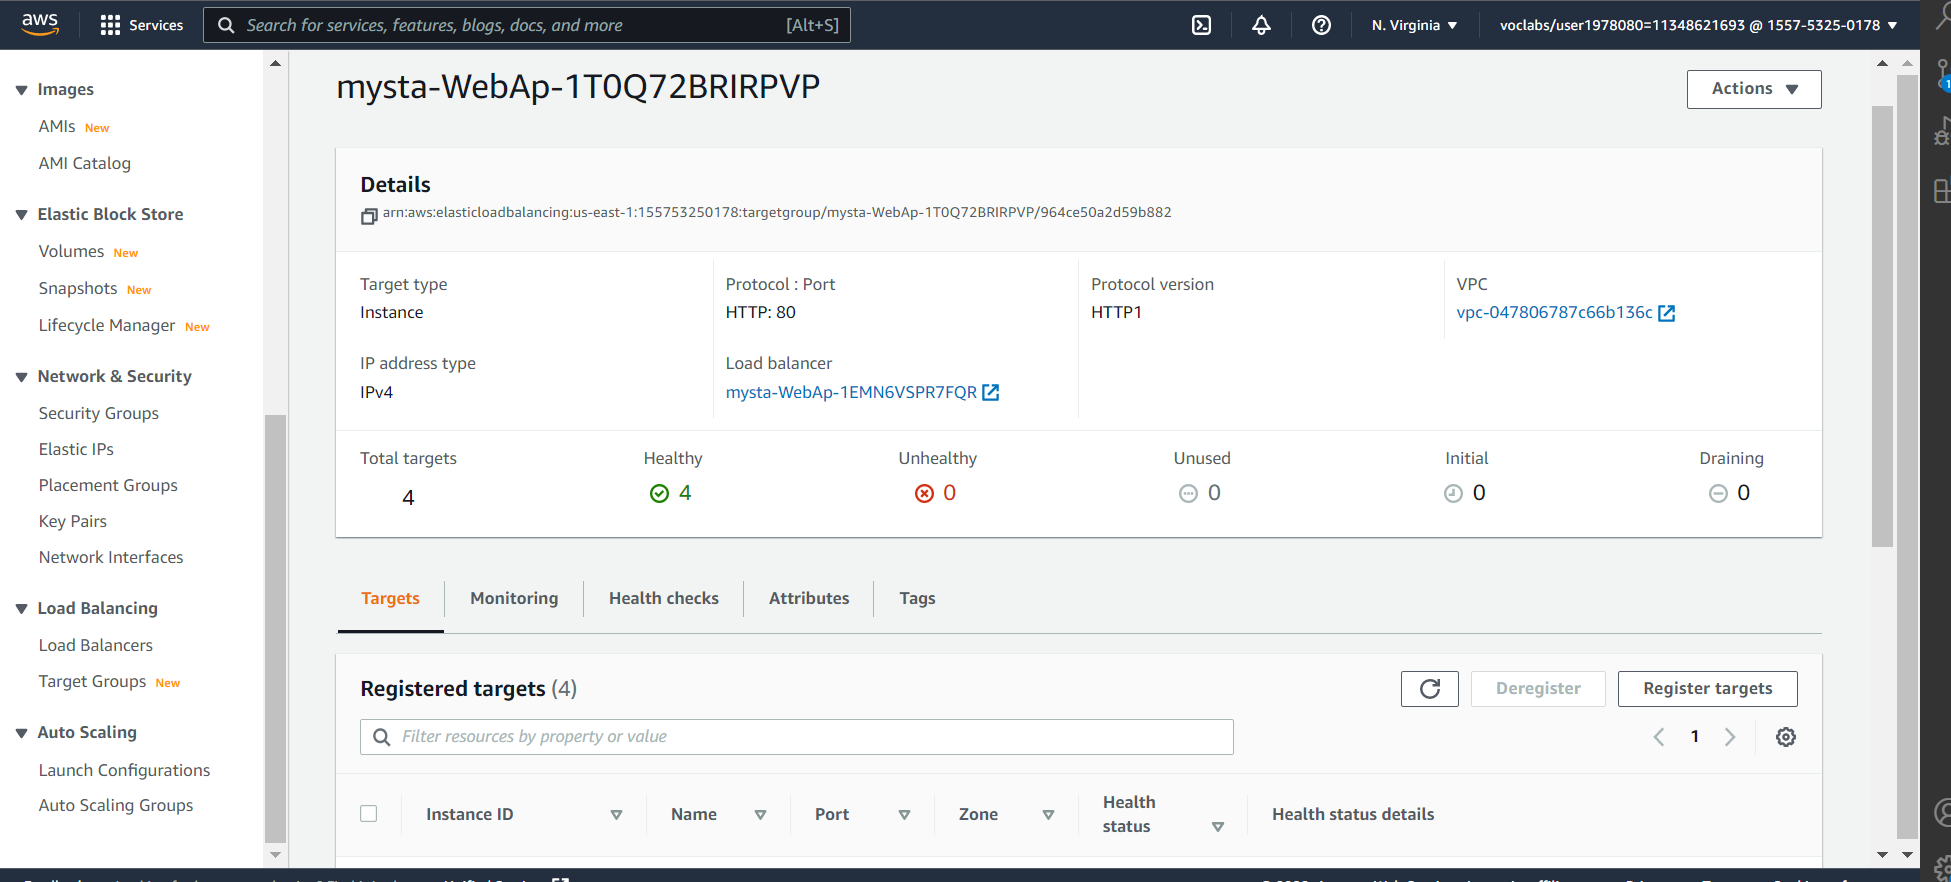 aws
Services
Search for services, features, blogs, docs, and more
[Alt+S]
N. Virginia
voclabs/user1978080=11348621693 @ 1557-5325-0178
Images
AMIs New
AMI Catalog
Elastic Block Store
Volumes New
Snapshots New
Lifecycle Manager New
Network & Security
Security Groups
Elastic IPs
Placement Groups
Key Pairs
Network Interfaces
Load Balancing
Load Balancers
Target Groups New
Auto Scaling
Launch Configurations
Auto Scaling Groups
mysta-WebAp-1T0Q72BRIRPVP
Actions
Details
arn:aws:elasticloadbalancing:us-east-1:155753250178:targetgroup/mysta-WebAp-1T0Q72BRIRPVP/964ce50a2d59b882
Target type
Instance
Protocol : Port
HTTP: 80
Protocol version
HTTP1
VPC
vpc-047806787c66b136c
IP address type
IPv4
Load balancer
mysta-WebAp-1EMN6VSPR7FQR
Total targets
4
Healthy
4
Unhealthy
0
Unused
0
Initial
0
Draining
0
Targets
Monitoring
Health checks
Attributes
Tags
Registered targets (4)
Deregister
Register targets
Filter resources by property or value
1
Instance ID
Name
Port
Zone
Health
status
Health status details